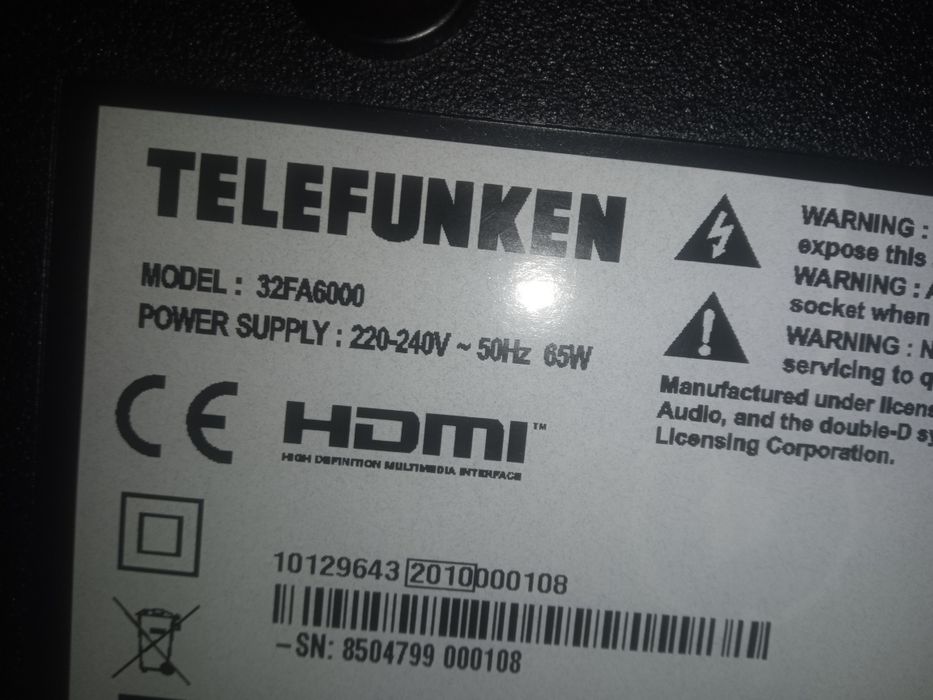 TELEFUNKEN
MODEL : 32FA6000
POWER SUPPLY : 220-240V ~ 50Hz 65W
CE
HDMI™
HIGH DEFINITION MULTIMEDIA INTERFACE
10129643 2010000108
-SN: 8504799 000108
WARNING :
expose this
WARNING :
socket when
WARNING :
servicing to
Manufactured under
Audio, and the double-D
Licensing Corporation.